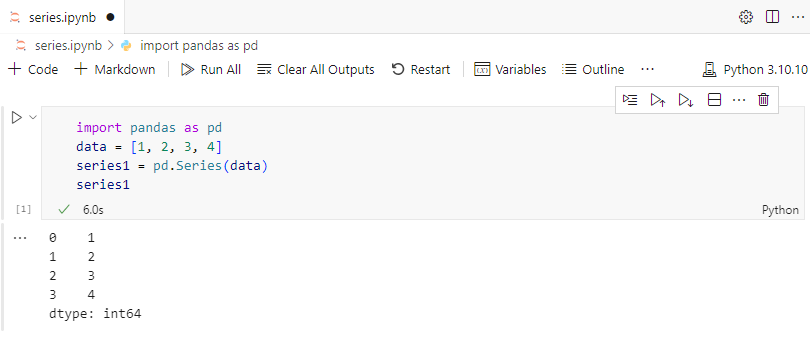 series.ipynb
series.ipynb > import pandas as pd
+ Code + Markdown Run All Clear All Outputs Restart Variables Outline ... Python 3.10.10
...
import pandas as pd
data = [1, 2, 3, 4]
series1 = pd.Series(data)
series1
[1] 6.0s Python
... 0 1
1 2
2 3
3 4
dtype: int64